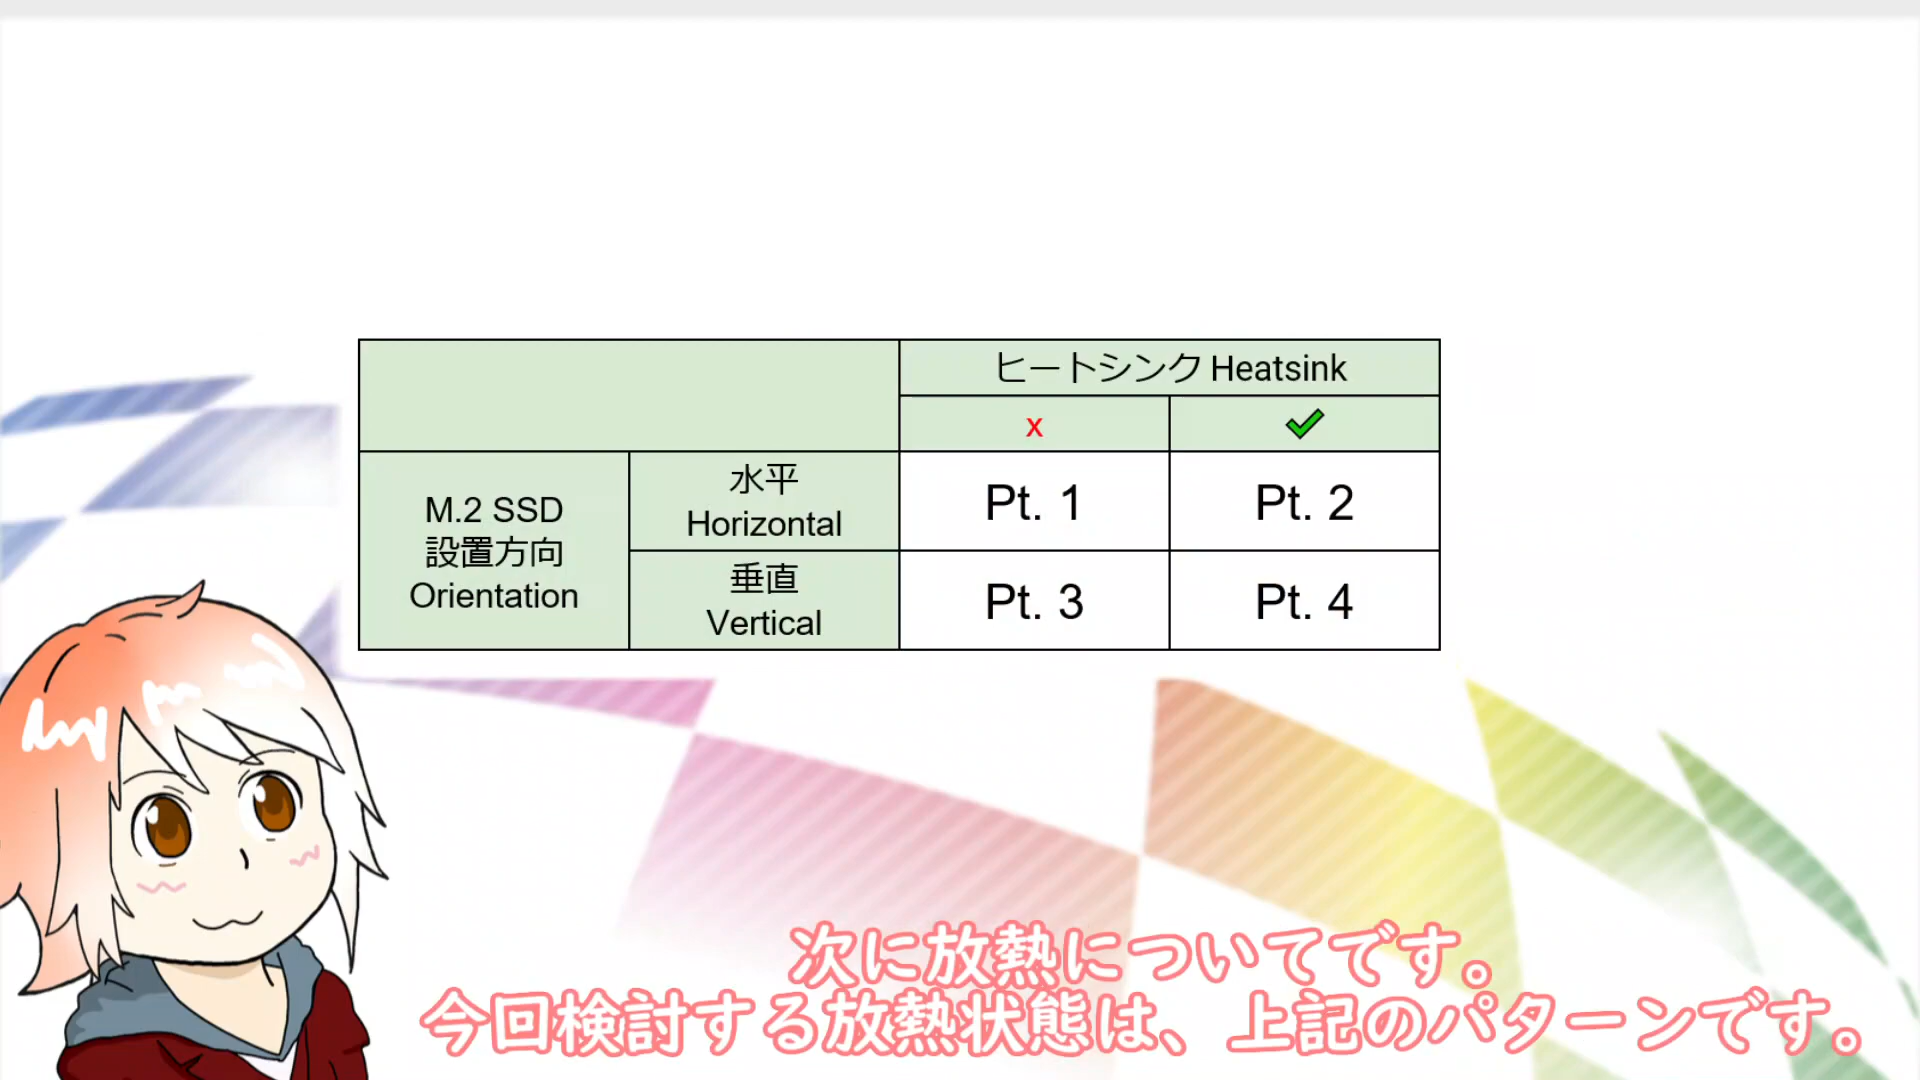 ヒートシンク Heatsink
x
M.2 SSD
設置方向
Orientation
水平
Horizontal
Pt. 1
Pt. 2
垂直
Vertical
Pt. 3
Pt. 4
次に放熱についてです。
今回検討する放熱状態は、上記のパターンです。